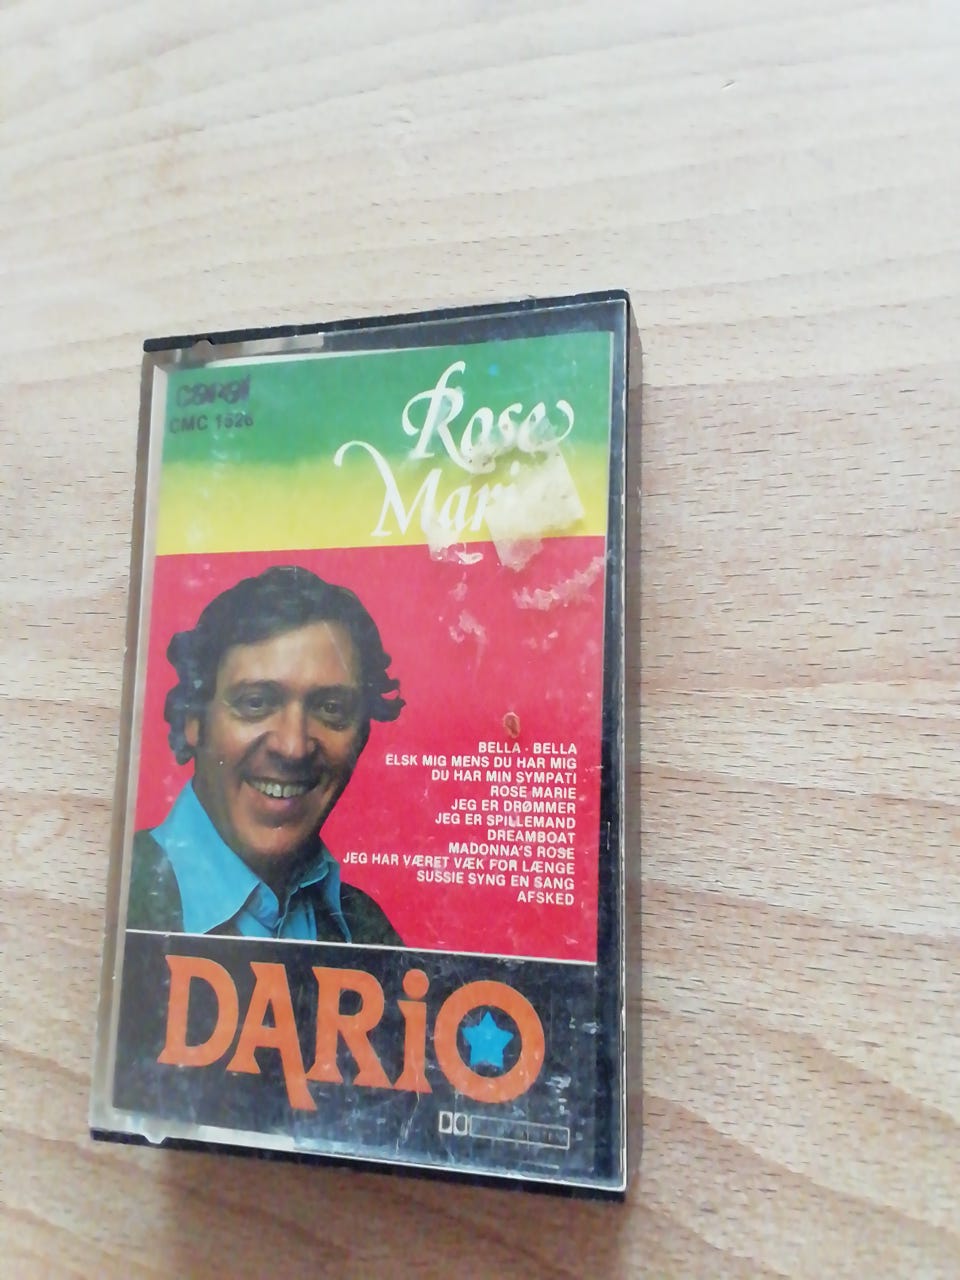 coral
CMC 1526
Rose
Marie
BELLA - BELLA
ELSK MIG MENS DU HAR MIG
DU HAR MIN SYMPATI
ROSE MARIE
JEG ER DRØMMER
JEG ER SPILLEMAND
DREAMBOAT
MADONNA'S ROSE
JEG HAR VÆRET VÆK FOR LÆNGE
SUSSIE SYNG EN SANG
AFSKED
DARiO